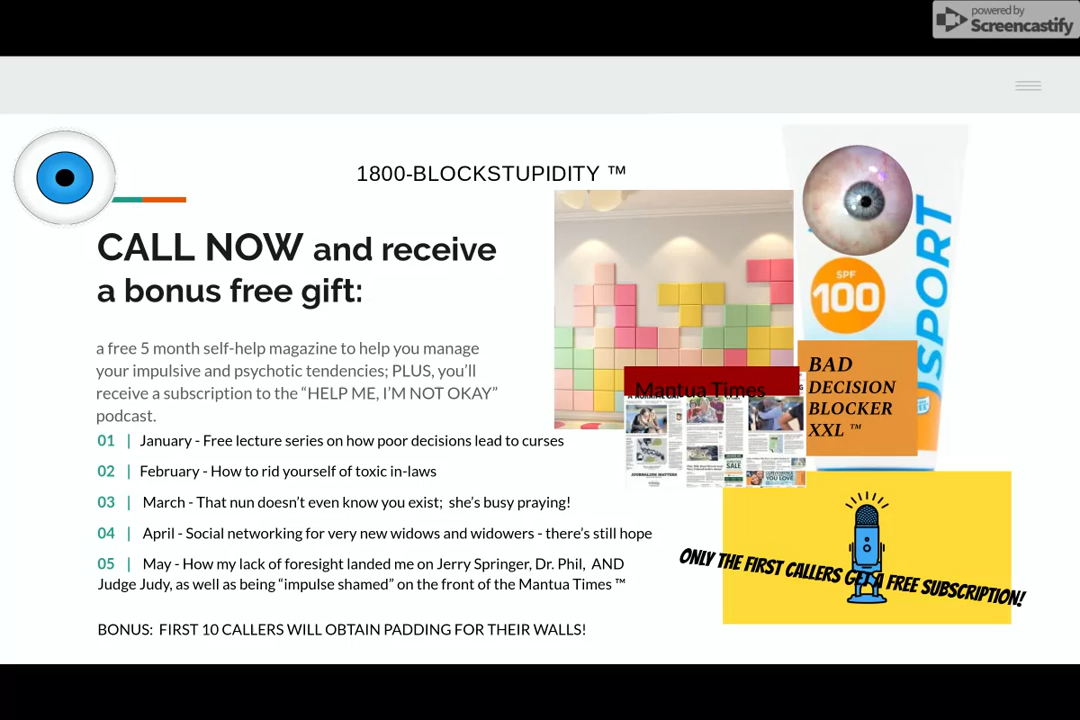 powered by
Screencastify
1800-BLOCKSTUPIDITY ™
CALL NOW and receive
a bonus free gift:
a free 5 month self-help magazine to help you manage
your impulsive and psychotic tendencies; PLUS, you'll
receive a subscription to the “HELP ME, I'M NOT OKAY”
podcast.
01 | January - Free lecture series on how poor decisions lead to curses
02 | February - How to rid yourself of toxic in-laws
03 | March - That nun doesn't even know you exist; she's busy praying!
04 | April - Social networking for very new widows and widowers - there's still hope
05 | May - How my lack of foresight landed me on Jerry Springer, Dr. Phil, AND
Judge Judy, as well as being “impulse shamed” on the front of the Mantua Times ™
BONUS: FIRST 10 CALLERS WILL OBTAIN PADDING FOR THEIR WALLS!
SPF
100
SPORT
BAD
DECISION
BLOCKER
XXL ™
Mantua Times
JOURNALISM MATTERS
SALE
YOU LOVE
ONLY THE FIRST CALLERS GET A FREE SUBSCRIPTION!